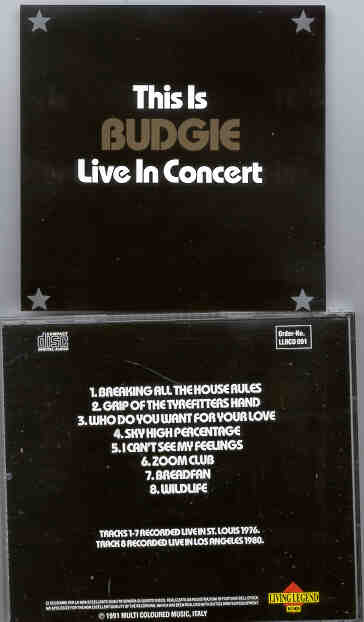 This Is
BUDGIE
Live In Concert
COMPACT
disc
DIGITAL AUDIO
Order-No.
LLRCD 091
1. BREAKING ALL THE HOUSE RULES
2. GRIP OF THE TYREFITTERS HAND
3. WHO DO YOU WANT FOR YOUR LOVE
4. SKY HIGH PERCENTAGE
5. I CAN'T SEE MY FEELINGS
6. ZOOM CLUB
7. BREADFAN
8. WILDLIFE
TRACKS 1-7 RECORDED LIVE IN ST. LOUIS 1976.
TRACK 8 RECORDED LIVE IN LOS ANGELES 1980.
© 1991 MULTI COLOURED MUSIC, ITALY
LIVING LEGEND